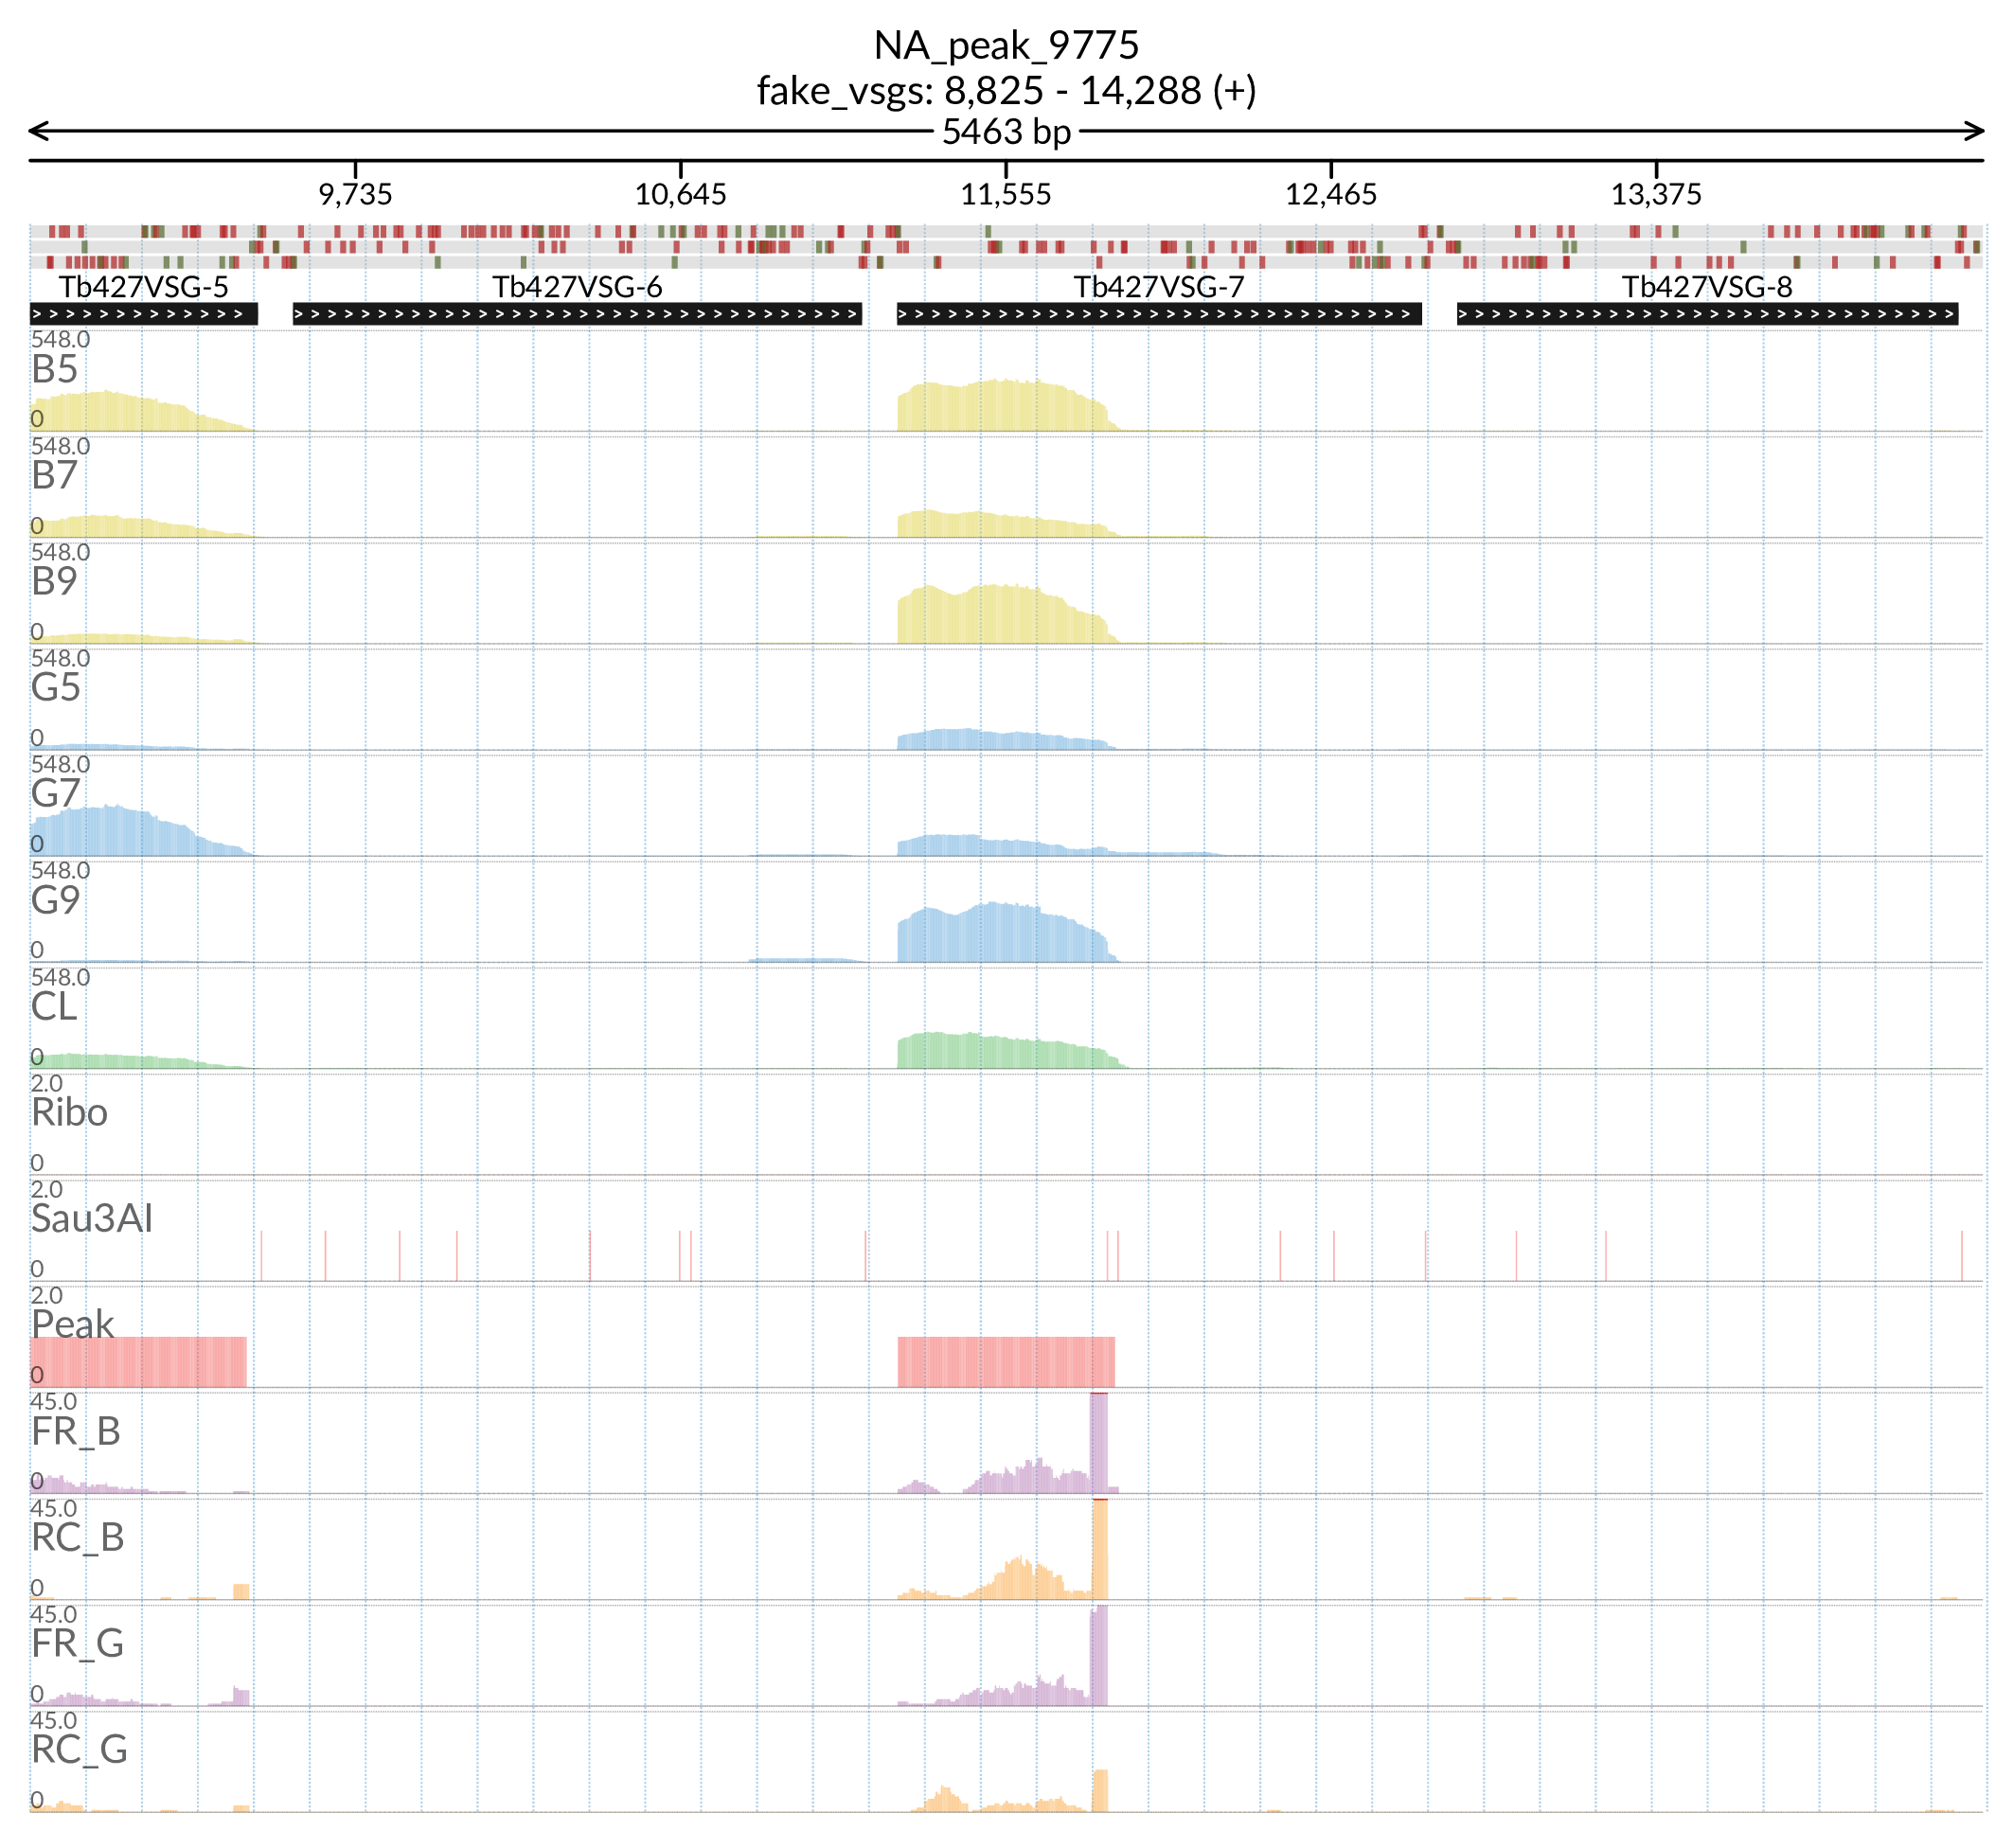 NA_peak_9775
fake_vsgs: 8,825 - 14,288 (+)
5463 bp
9,735 10,645 11,555 12,465 13,375
Tb427VSG-5 Tb427VSG-6 Tb427VSG-7 Tb427VSG-8
548.0
B5
0
548.0
B7
0
548.0
B9
0
548.0
G5
0
548.0
G7
0
548.0
G9
0
548.0
CL
0
2.0
Ribo
0
2.0
Sau3AI
0
2.0
Peak
0
45.0
FR_B
0
45.0
RC_B
0
45.0
FR_G
0
45.0
RC_G
0